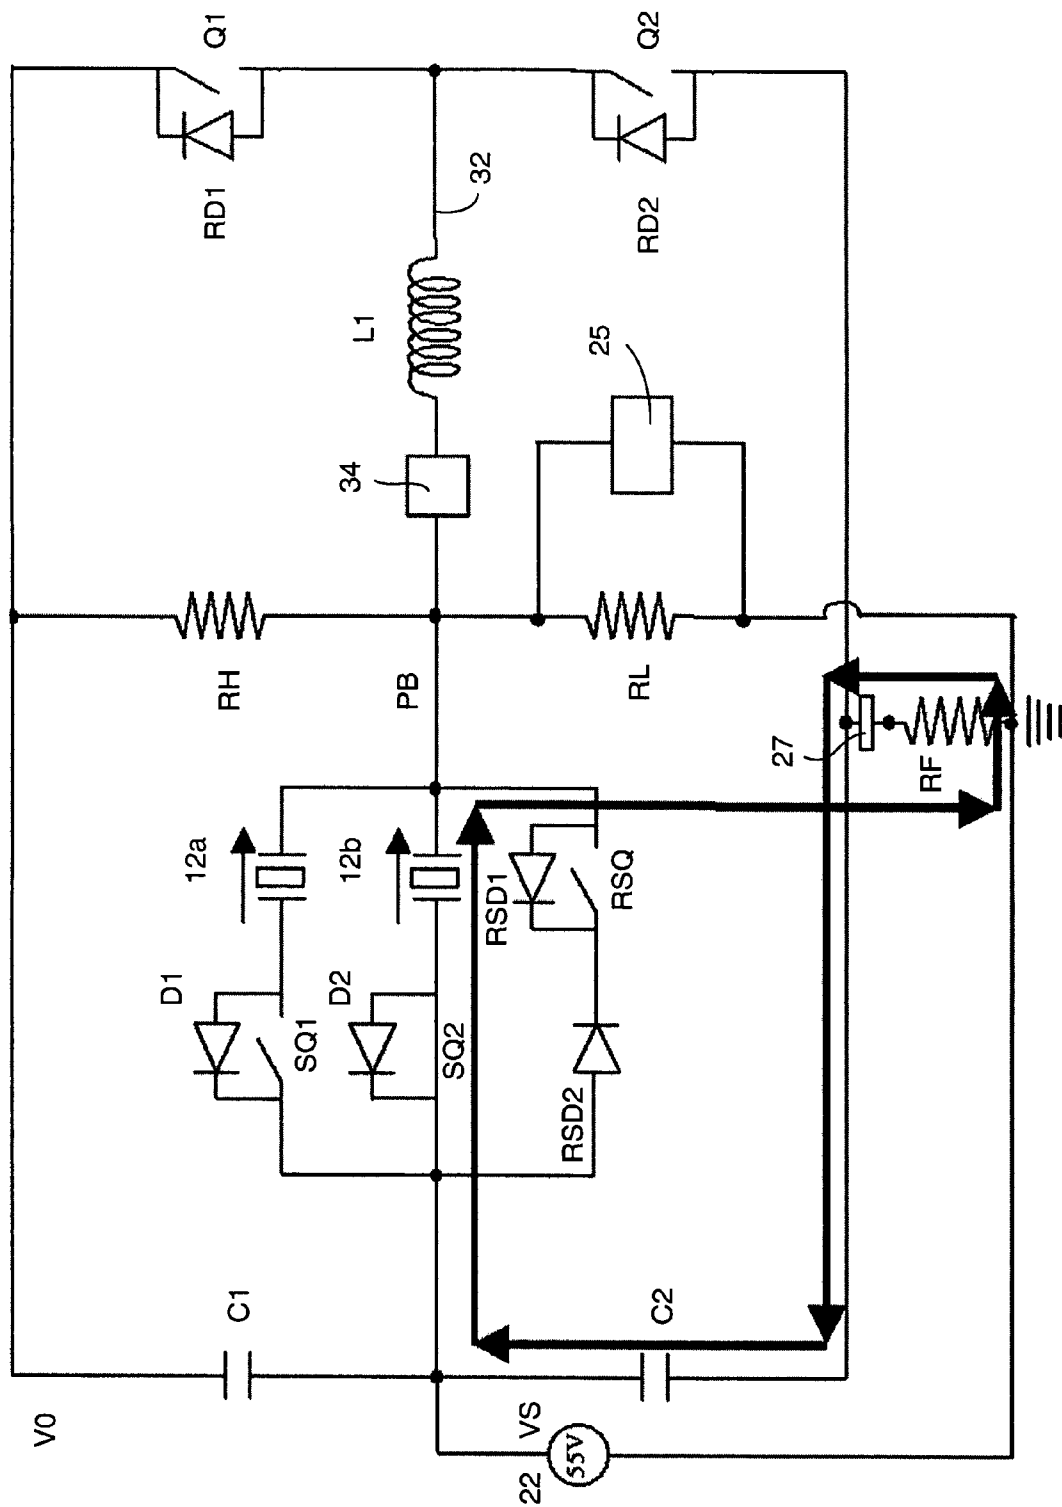 V0
C1
D1
12a
RH
RD1
Q1
SQ1
D2
12b
34
L1
PB
SQ2
RSD1
32
22
VS
55V
RSD2
RSQ
25
C2
RL
RD2
Q2
27
RF